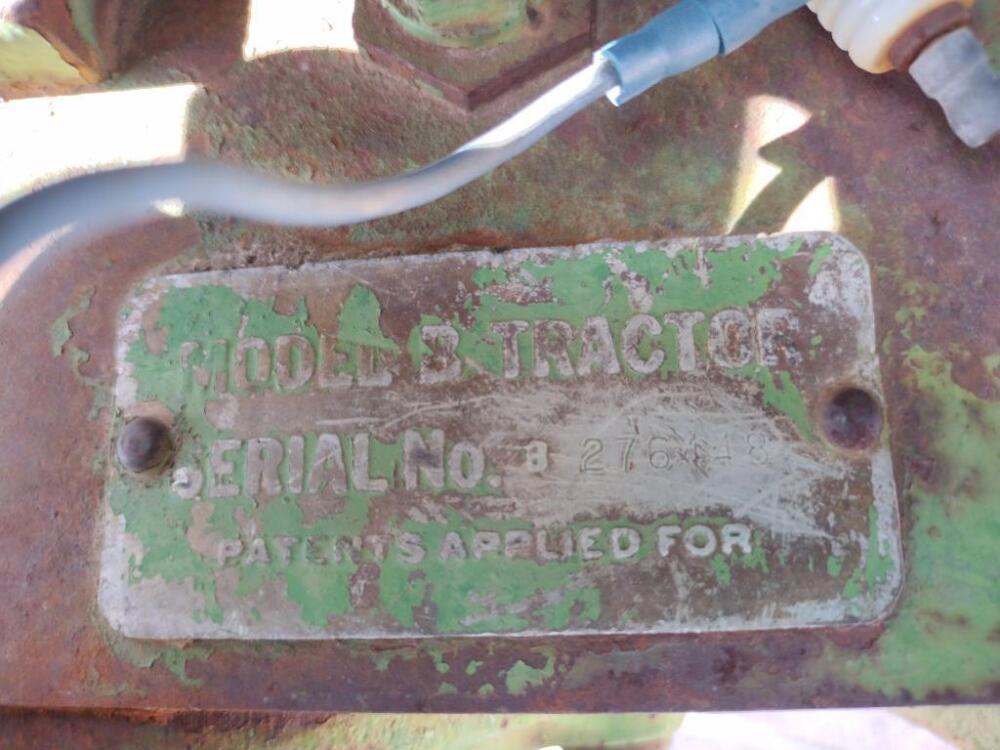 MODEL B TRACTOR
SERIAL NO. B
PATENTS APPLIED FOR